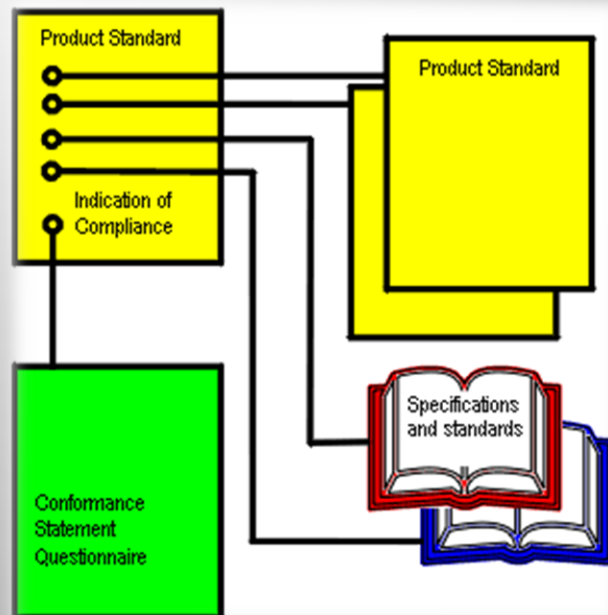 Product Standard
Indication of
Compliance
Product Standard
Specifications
and standards
Conformance
Statement
Questionnaire